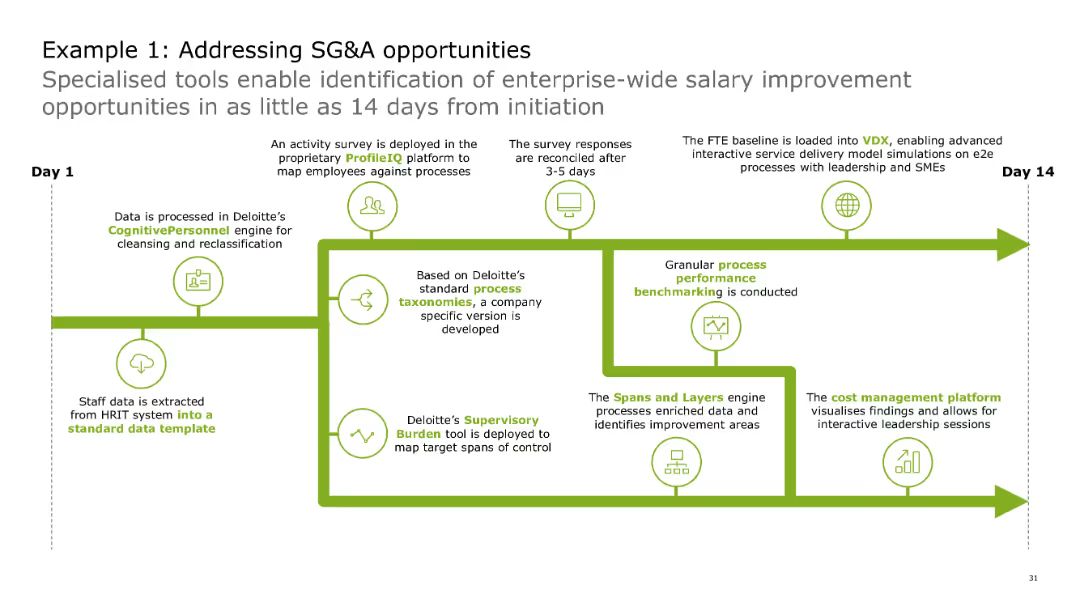 Example 1: Addressing SG&A opportunities
Specialised tools enable identification of enterprise-wide salary improvement
opportunities in as little as 14 days from initiation
Day 1
Staff data is extracted
from HRIT system into a
standard data template
Data is processed in Deloitte's
CognitivePersonnel engine for
cleansing and reclassification
An activity survey is deployed in the
proprietary ProfileIQ platform to
map employees against processes
The survey responses
are reconciled after
3-5 days
The FTE baseline is loaded into VDX, enabling advanced
interactive service delivery model simulations on e2e
processes with leadership and SMEs
Day 14
Based on Deloitte's
standard process
taxonomies, a company
specific version is
developed
Granular process
performance
benchmarking is conducted
Deloitte's Supervisory
Burden tool is deployed to
map target spans of control
The Spans and Layers engine
processes enriched data and
identifies improvement areas
The cost management platform
visualises findings and allows for
interactive leadership sessions
31